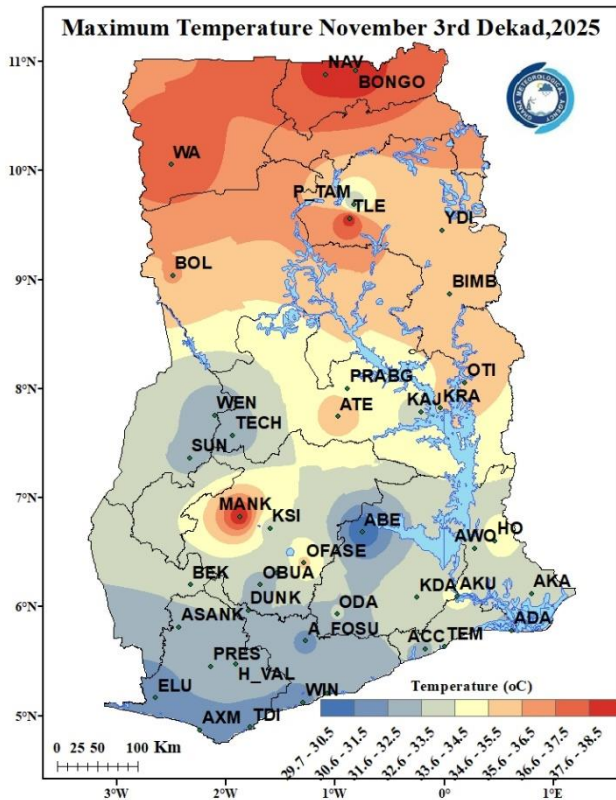 Maximum Temperature November 3rd Dekad,2025
11°N
10°N
9°N
8°N
7°N
6°N
5°N
NAV
BONGO
GHANA METEOROLOGICAL AGENCY
WA
P_TAM
TLE
YDI
BOL
BIMB
OTI
PRABG
KAJ
KRA
ATE
WEN
TECH
SUN
MANK
KSI
ABE
AWO
HO
OFASE
BEK
OBUA
KDA
AKU
AKA
DUNK
ODA
ASANK
A_FOSU
ACC
TEM
ADA
PRES
H_VAL
ELU
WIN
AXM
TDI
Temperature (oC)
29.7 - 30.5
30.6 - 31.5
31.6 - 32.5
32.6 - 33.5
33.6 - 34.5
34.6 - 35.5
35.6 - 36.5
36.6 - 37.5
37.6 - 38.5
0 25 50 100 Km
3°W 2°W 1°W 0° 1°E